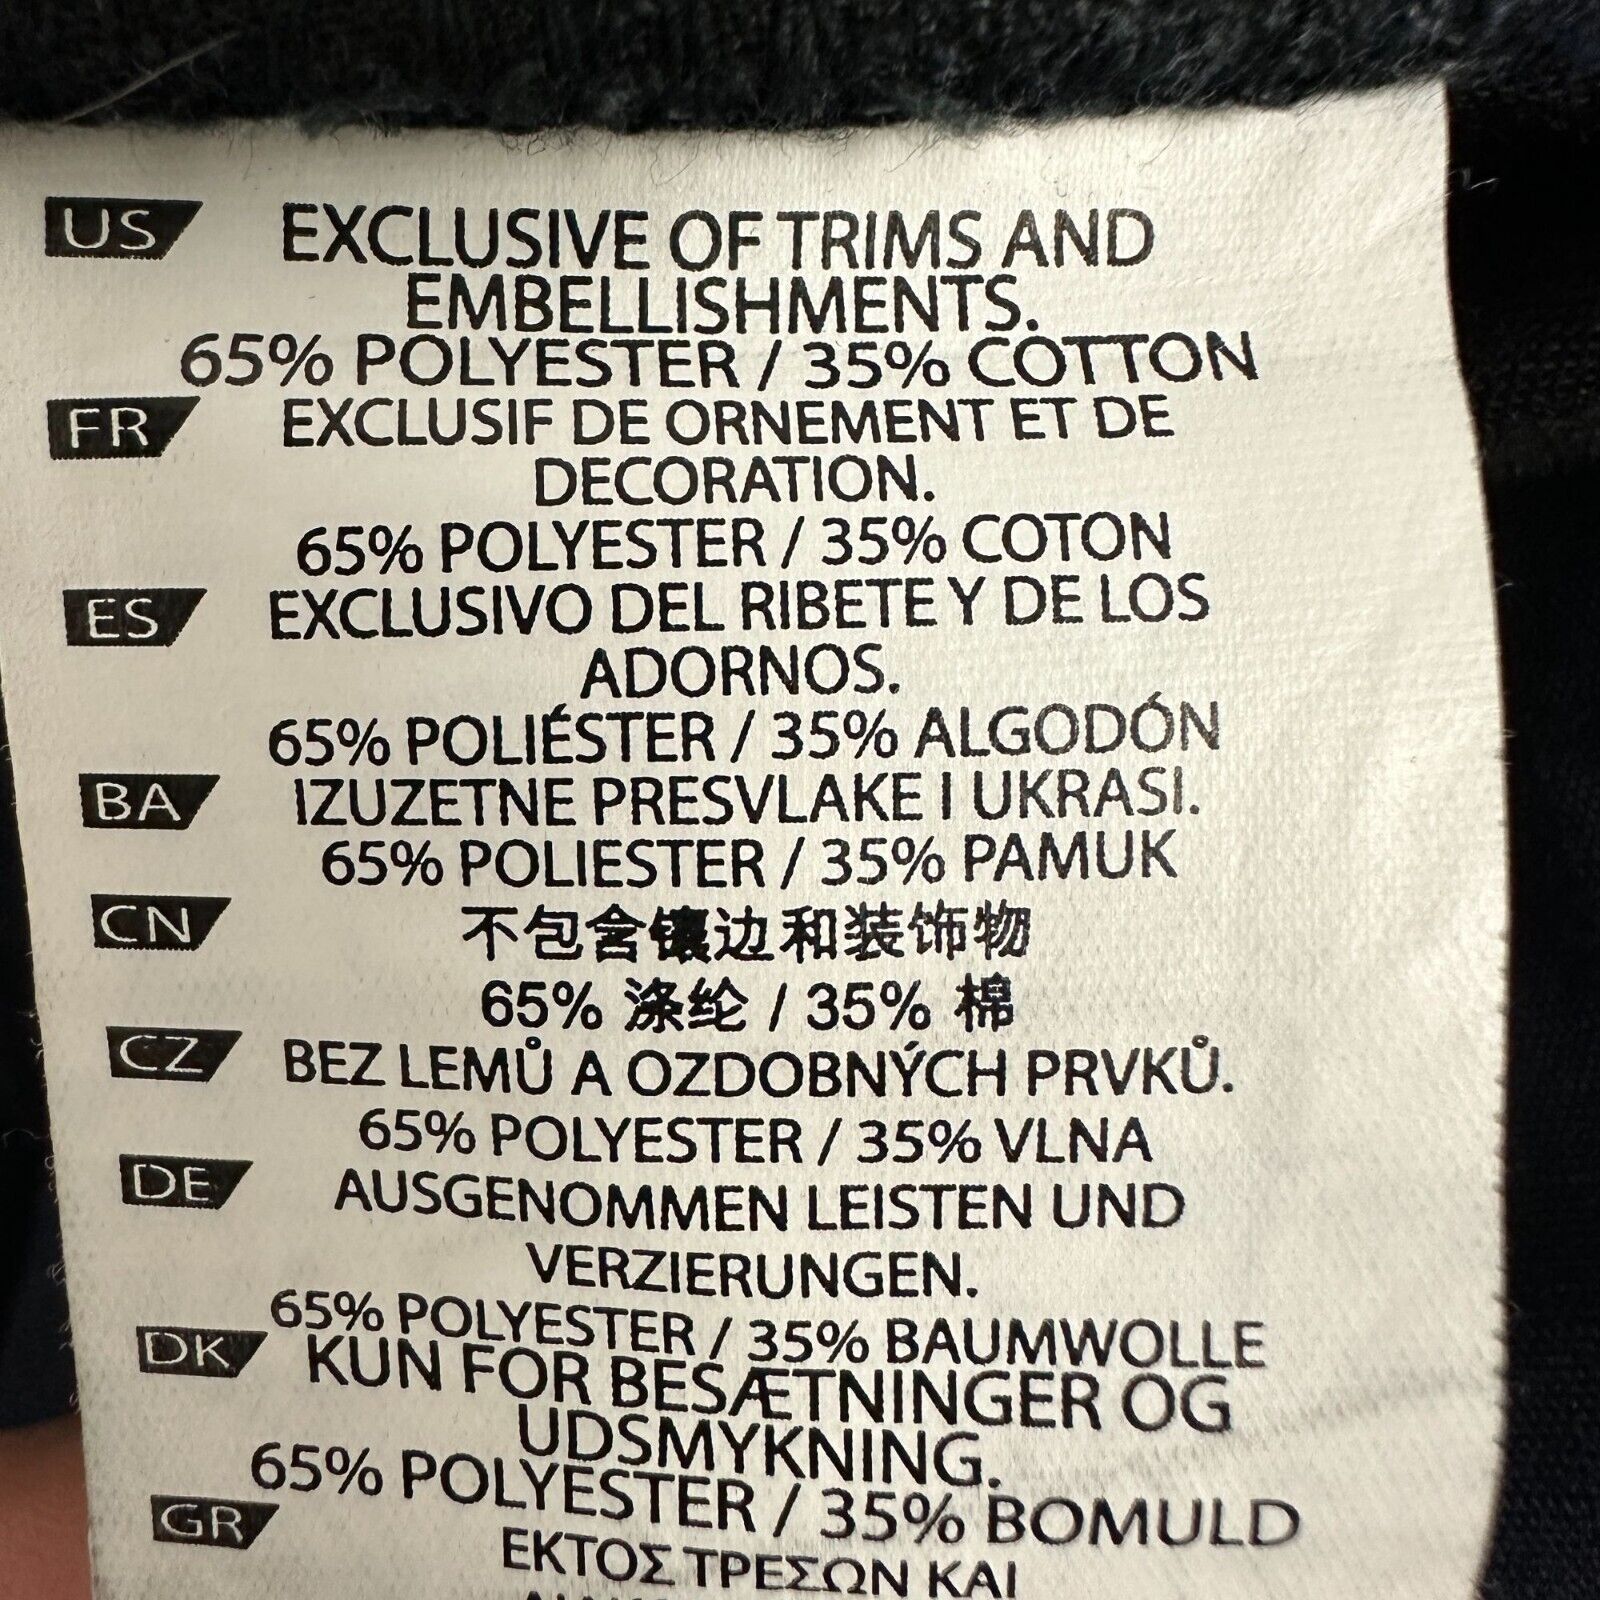 US EXCLUSIVE OF TRIMS AND
EMBELLISHMENTS.
65% POLYESTER / 35% COTTON
FR EXCLUSIF DE ORNEMENT ET DE
DECORATION.
65% POLYESTER / 35% COTON
ES EXCLUSIVO DEL RIBETE Y DE LOS
ADORNOS.
65% POLIÉSTER / 35% ALGODÓN
BA IZUZETNE PRESVLAKE I UKRASI.
65% POLIESTER / 35% PAMUK
CN 不包含镶边和装饰物
65% 涤纶 / 35% 棉
CZ BEZ LEMŮ A OZDOBNÝCH PRVKŮ.
65% POLYESTER / 35% VLNA
DE AUSGENOMMEN LEISTEN UND
VERZIERUNGEN.
65% POLYESTER / 35% BAUMWOLLE
DK KUN FOR BESÆTNINGER OG
UDSMYKNING.
65% POLYESTER / 35% BOMULD
GR ΕΚΤΟΣ ΤΡΕΣΩΝ ΚΑΙ